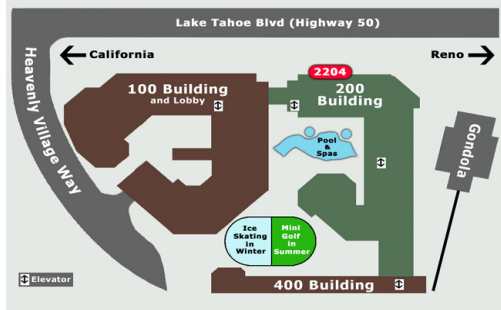 Lake Tahoe Blvd (Highway 50)
California
Reno
Heavenly Village Way
2204
100 Building
and Lobby
200
Building
Gondola
Pool
&
Spas
Ice
Skating
in
Winter
Mini
Golf
in
Summer
Elevator
400 Building